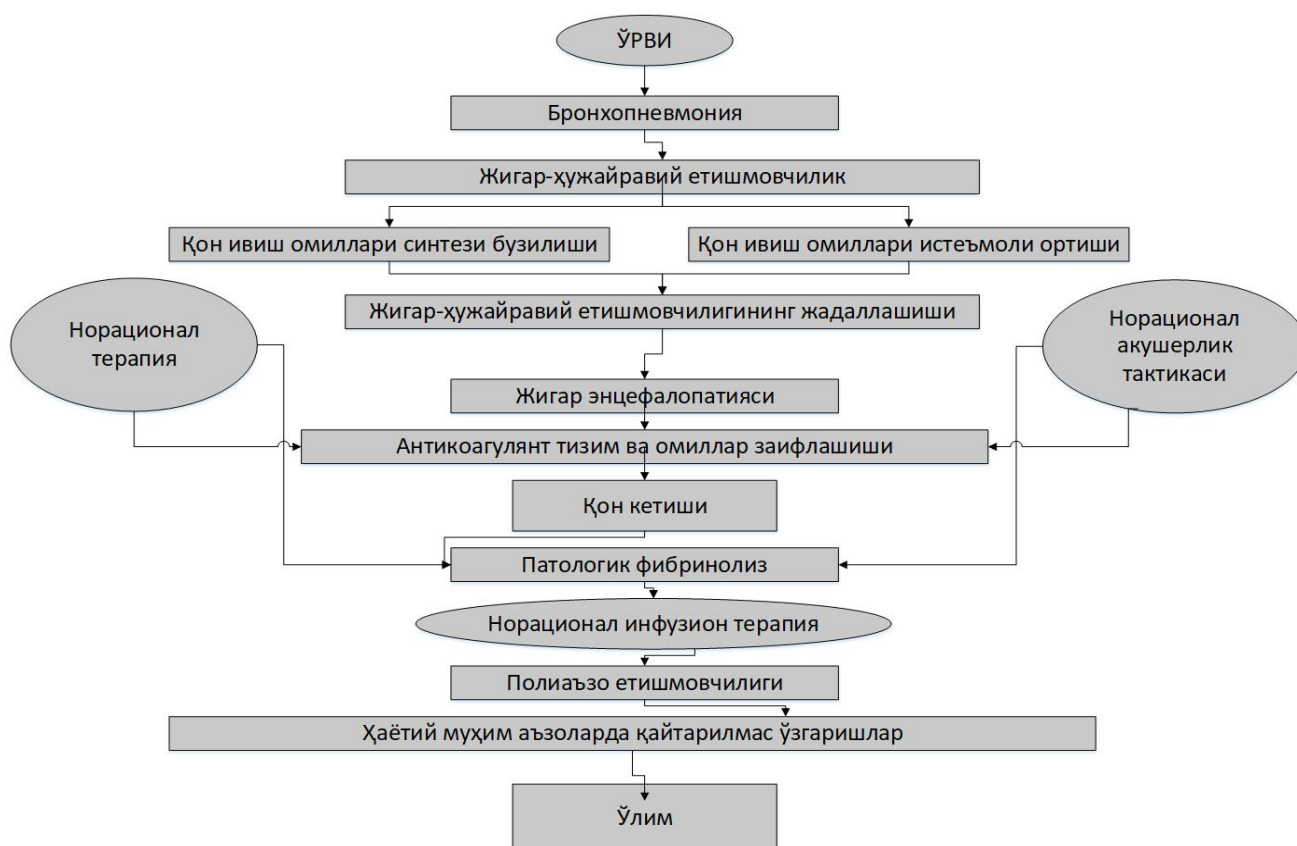 ЎРВИ
Бронхопневмония
Жигар-ҳужайравий етишмовчилик
Қон ивиш омиллари синтези бузилиши
Қон ивиш омиллари истеъмоли ортиши
Жигар-ҳужайравий етишмовчилигининг жадаллашиши
Норационал
терапия
Норационал
акушерлик
тактикаси
Жигар энцефалопатияси
Антикоагулянт тизим ва омиллар заифлашиши
Қон кетиши
Патологик фибринолиз
Норационал инфузион терапия
Полиаъзо етишмовчилиги
Ҳаётий муҳим аъзоларда қайтарилмас ўзгаришлар
Ўлим